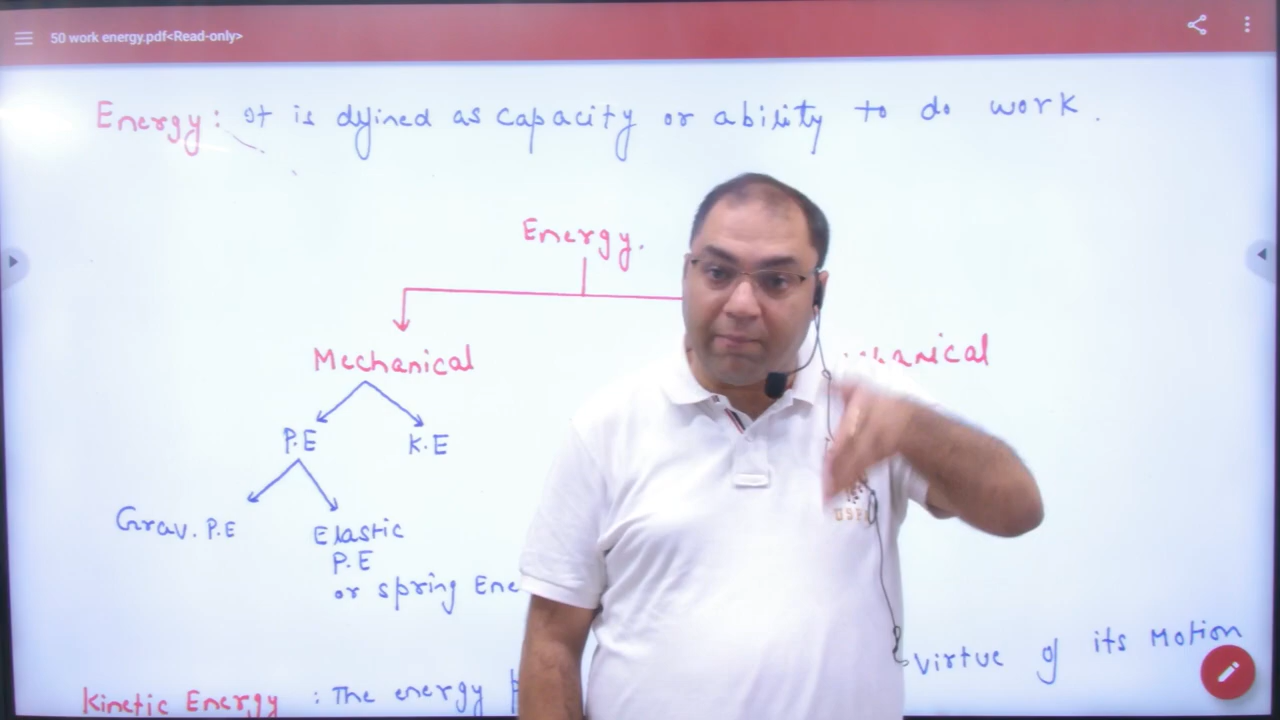 50 work energy.pdf<Read-only>
Energy: It is defined as capacity or ability to do work.
Energy.
Mechanical
P.E K.E
Grav. P.E
Elastic
P.E
or spring Ene
Kinetic Energy : The energy
virtue of its Motion